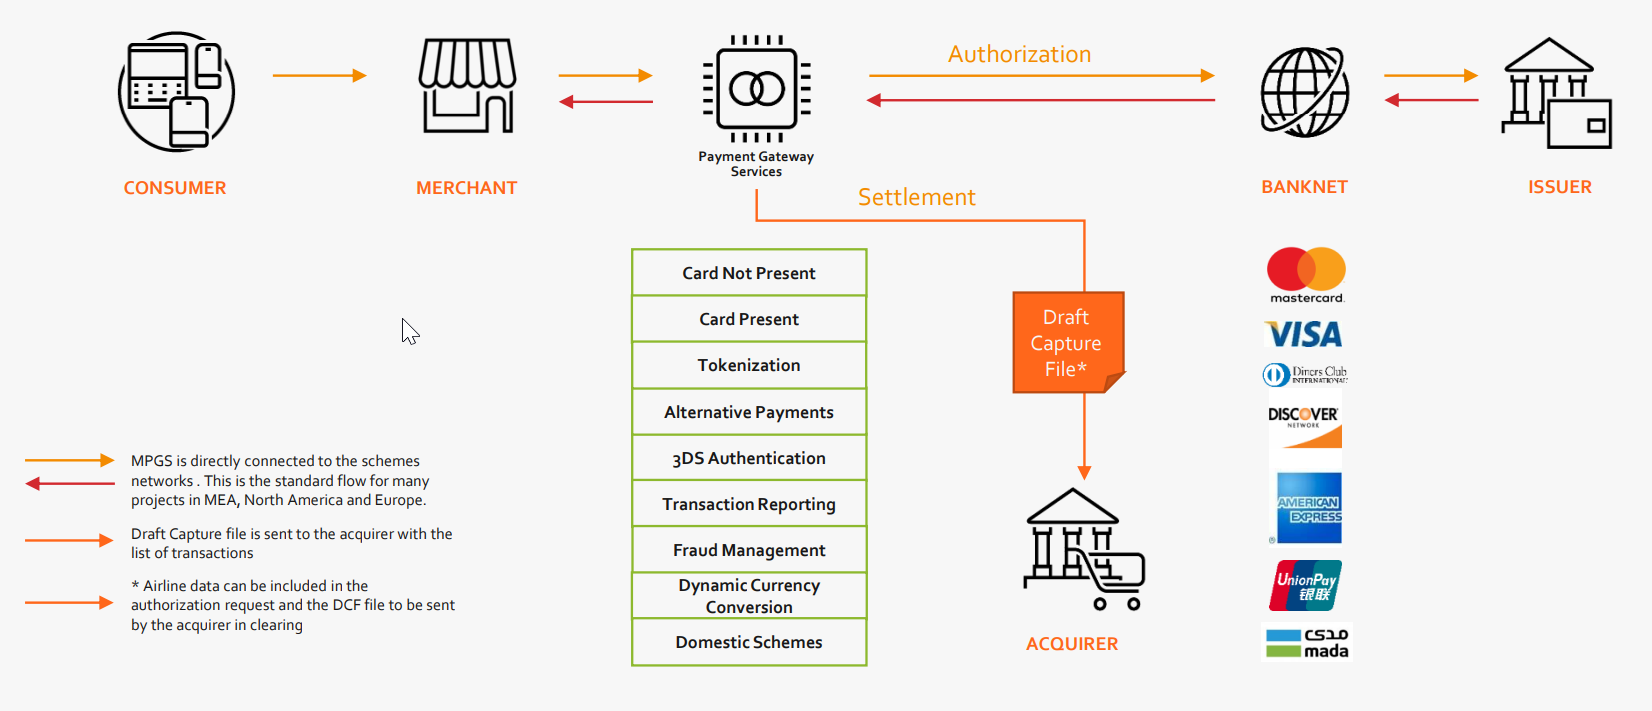 Authorization
Payment Gateway
Services
CONSUMER
MERCHANT
BANKNET
ISSUER
Settlement
Card Not Present
Card Present
Tokenization
Alternative Payments
3DS Authentication
Transaction Reporting
Fraud Management
Dynamic Currency
Conversion
Domestic Schemes
Draft
Capture
File*
ACQUIRER
mastercard.
VISA
Diners Club
INTERNATIONAL
DISCOVER
NETWORK
AMERICAN
EXPRESS
®
UnionPay
银联
مدى
mada
MPGS is directly connected to the schemes
networks . This is the standard flow for many
projects in MEA, North America and Europe.
Draft Capture file is sent to the acquirer with the
list of transactions
* Airline data can be included in the
authorization request and the DCF file to be sent
by the acquirer in clearing